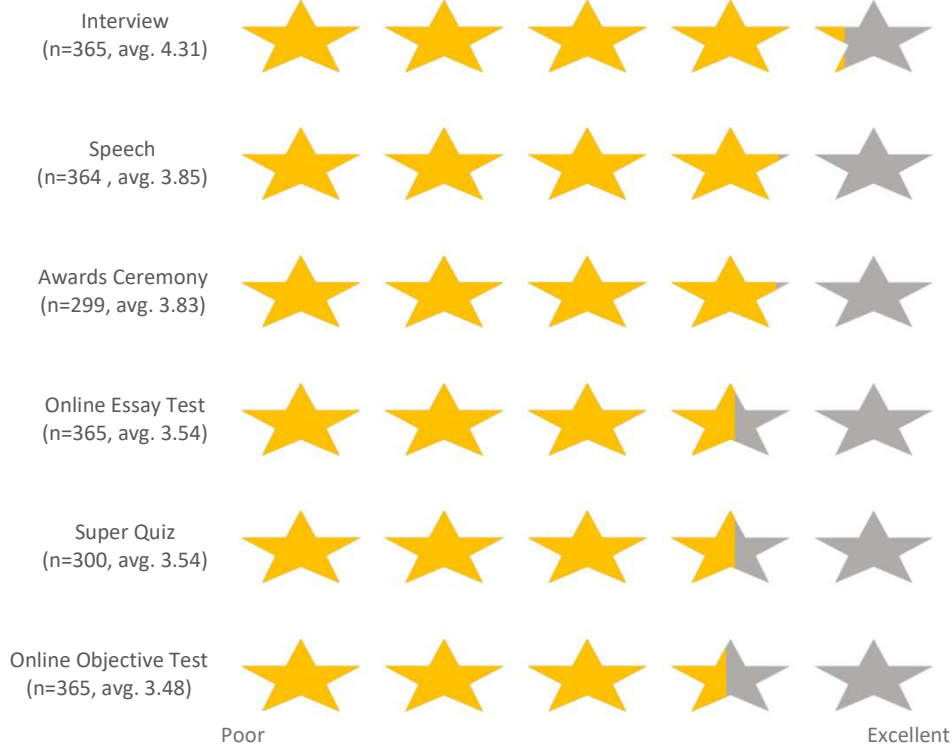 Interview
(n=365, avg. 4.31)
Speech
(n=364 , avg. 3.85)
Awards Ceremony
(n=299, avg. 3.83)
Online Essay Test
(n=365, avg. 3.54)
Super Quiz
(n=300, avg. 3.54)
Online Objective Test
(n=365, avg. 3.48)
Poor Excellent